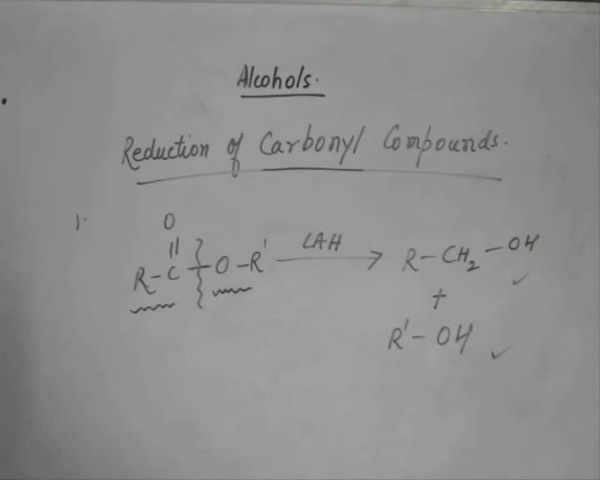 Alcohols.
Reduction of Carbonyl Compounds.
1.
O
||
R-C-O-R' LAH → R-CH₂-OH
+
R'-OH